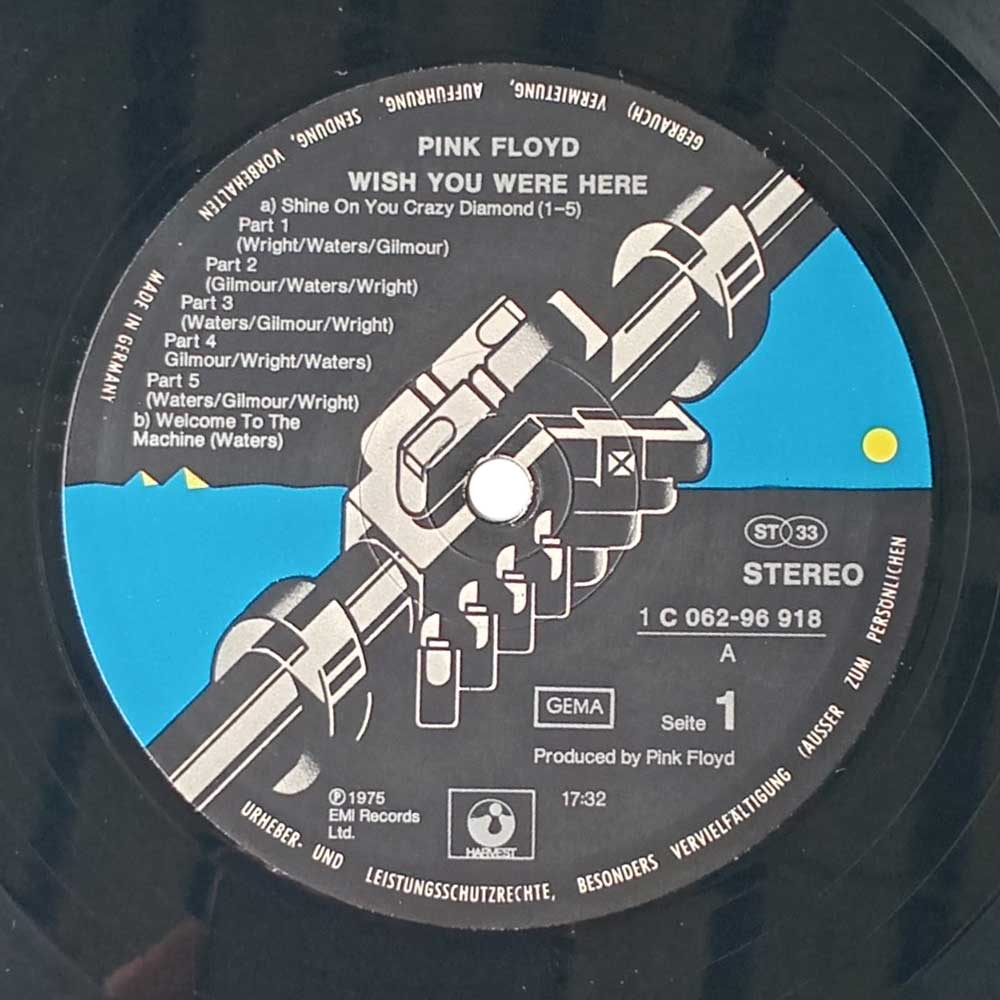 PINK FLOYD
WISH YOU WERE HERE
a) Shine On You Crazy Diamond (1–5)
Part 1
(Wright/Waters/Gilmour)
Part 2
(Gilmour/Waters/Wright)
Part 3
(Waters/Gilmour/Wright)
Part 4
Gilmour/Wright/Waters)
Part 5
(Waters/Gilmour/Wright)
b) Welcome To The
Machine (Waters)
ST 33
STEREO
1 C 062-96 918
A
GEMA
Seite 1
Produced by Pink Floyd
℗ 1975
EMI Records
Ltd.
HARVEST
17:32
MADE IN GERMANY
URHEBER- UND LEISTUNGSSCHUTZRECHTE, BESONDERS VERVIELFÄLTIGUNG (AUSSER ZUM PERSÖNLICHEN GEBRAUCH) VERMIETUNG, AUFFÜHRUNG, SENDUNG, VORBEHALTEN